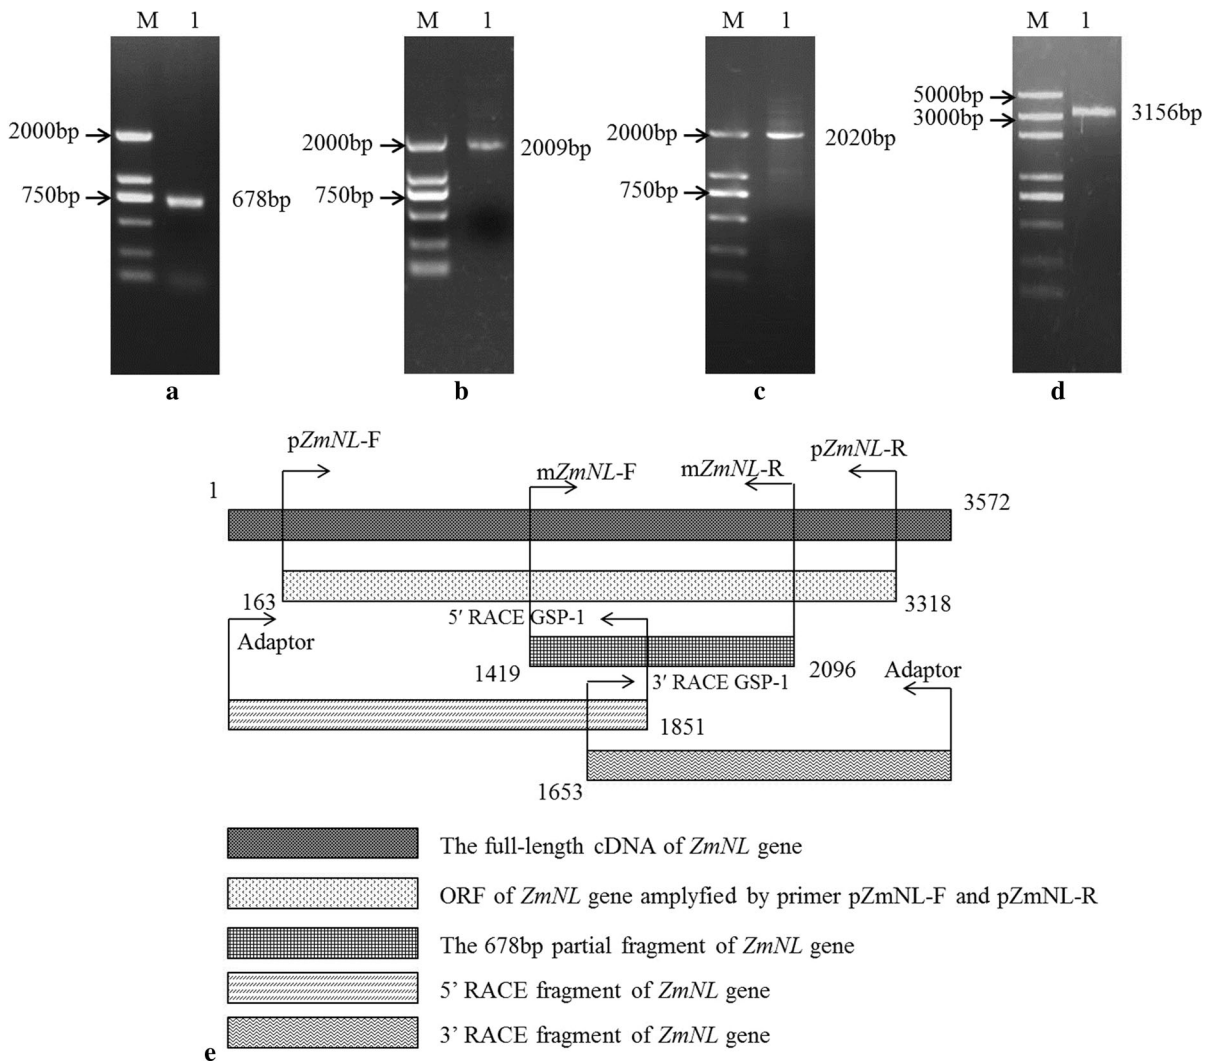 M 1
M 1
M 1
M 1
2000bp
750bp
678bp
2000bp
750bp
2009bp
2000bp
750bp
2020bp
5000bp
3000bp
3156bp
a
b
c
d
pZmNL-F
mZmNL-F
mZmNL-R
pZmNL-R
1
3572
163
3318
5′ RACE GSP-1
Adaptor
1419
2096
Adaptor
3′ RACE GSP-1
1851
1653
The full-length cDNA of ZmNL gene
ORF of ZmNL gene amplyfied by primer pZmNL-F and pZmNL-R
The 678bp partial fragment of ZmNL gene
5’ RACE fragment of ZmNL gene
3’ RACE fragment of ZmNL gene
e